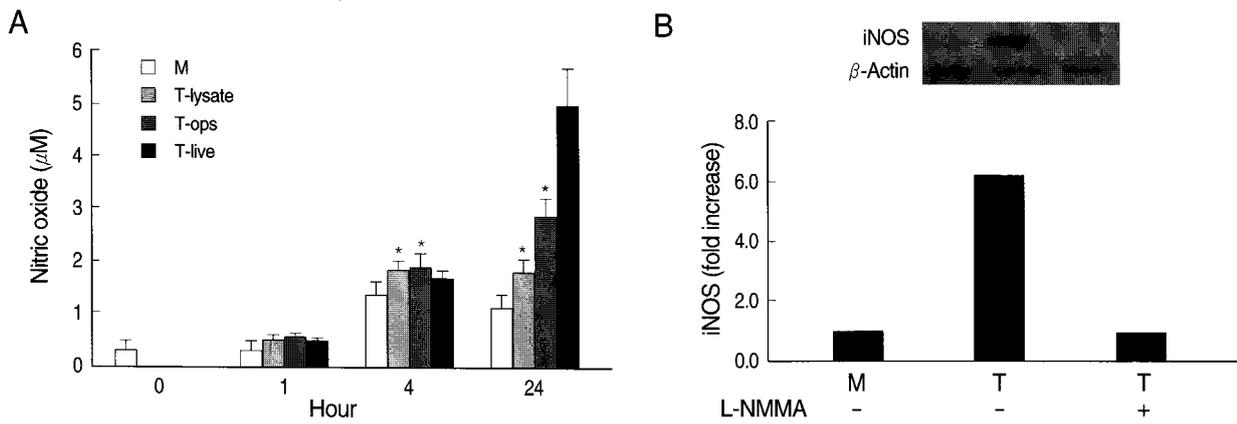 A
Nitric oxide (μM)
6
5
4
3
2
1
0
M
T-lysate
T-ops
T-live
* *
* *
0 1 4 24
Hour
B
iNOS
β-Actin
iNOS (fold increase)
8.0
6.0
4.0
2.0
0.0
M T T
L-NMMA - - +